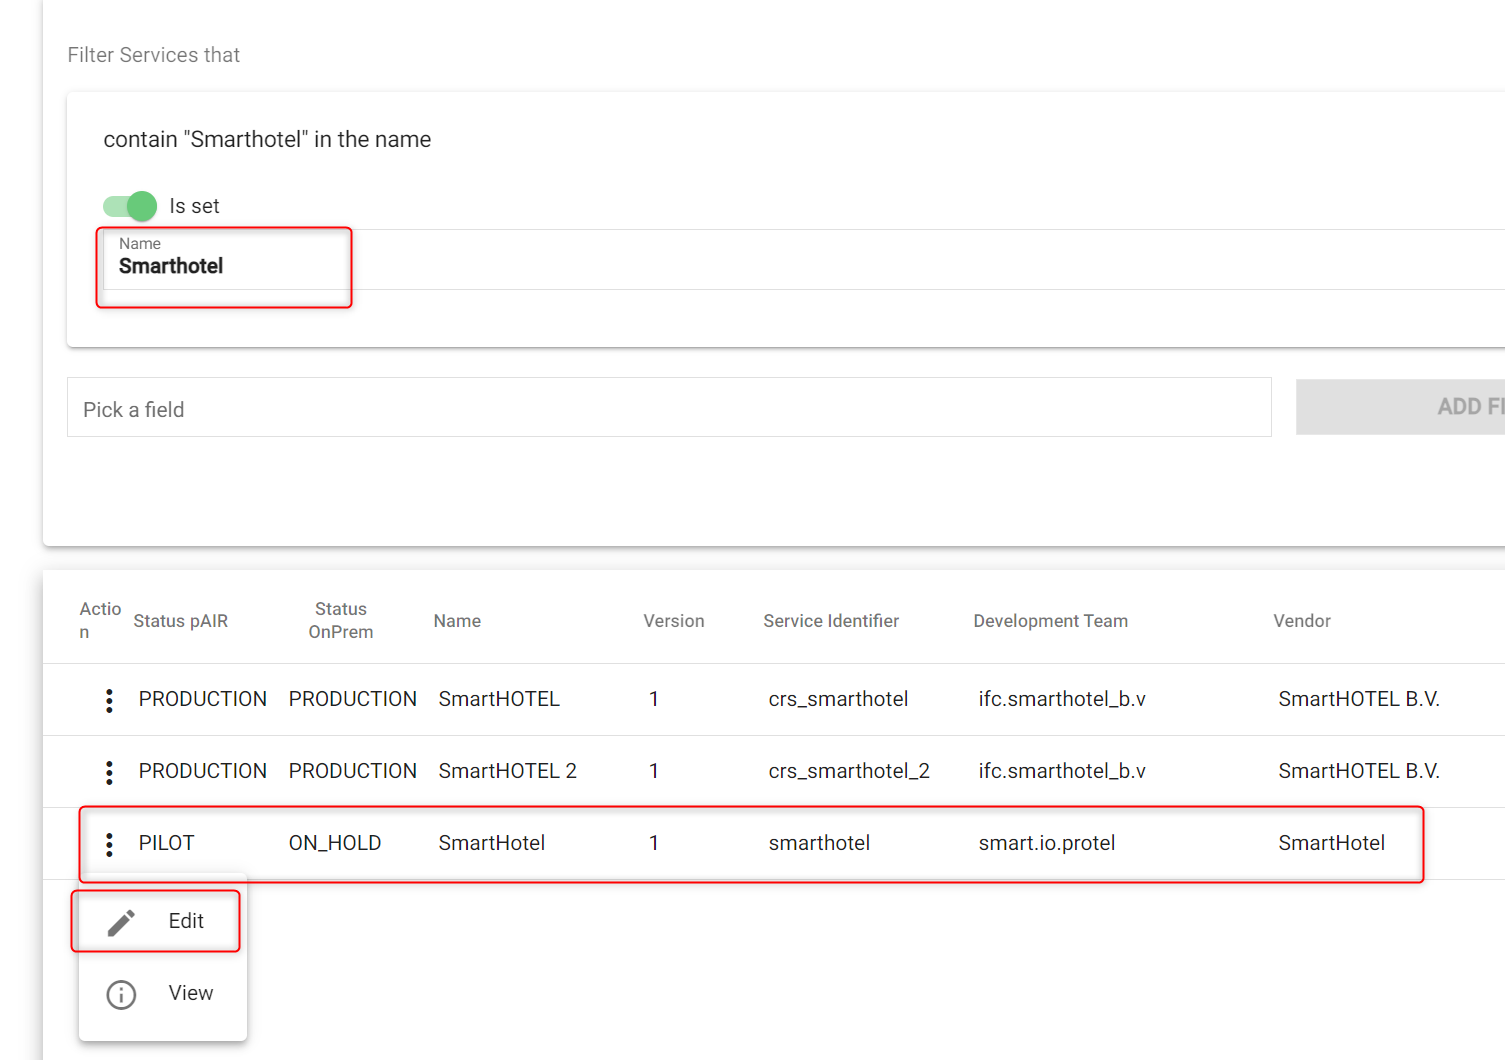 Filter Services that
contain "Smarthotel" in the name
Is set
Name
Smarthotel
Pick a field
ADD FI
Actio
n
Status pAIR
Status
OnPrem
Name
Version
Service Identifier
Development Team
Vendor
PRODUCTION PRODUCTION SmartHOTEL 1 crs_smarthotel ifc.smarthotel_b.v SmartHOTEL B.V.
PRODUCTION PRODUCTION SmartHOTEL 2 1 crs_smarthotel_2 ifc.smarthotel_b.v SmartHOTEL B.V.
PILOT ON_HOLD SmartHotel 1 smarthotel smart.io.protel SmartHotel
Edit
View